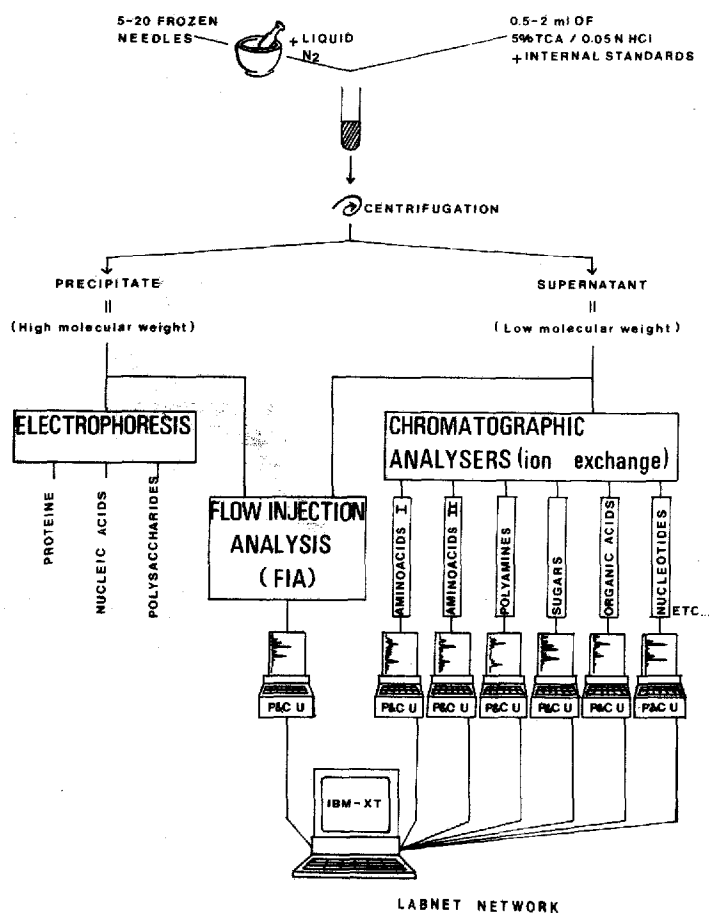 5-20 FROZEN
NEEDLES
+ LIQUID
N2
0.5-2 ml OF
5% TCA / 0.05 N HCl
+ INTERNAL STANDARDS
CENTRIFUGATION
PRECIPITATE
(High molecular weight)
SUPERNATANT
(Low molecular weight)
ELECTROPHORESIS
PROTEINE
NUCLEIC ACIDS
POLYSACCHARIDES
FLOW INJECTION
ANALYSIS
(FIA)
CHROMATOGRAPHIC
ANALYSERS (ion exchange)
AMINOACIDS I
AMINOACIDS II
POLYAMINES
SUGARS
ORGANIC ACIDS
NUCLEOTIDES
ETC...
P&C U
P&C U
P&C U
P&C U
P&C U
P&C U
P&C U
IBM-XT
LABNET NETWORK